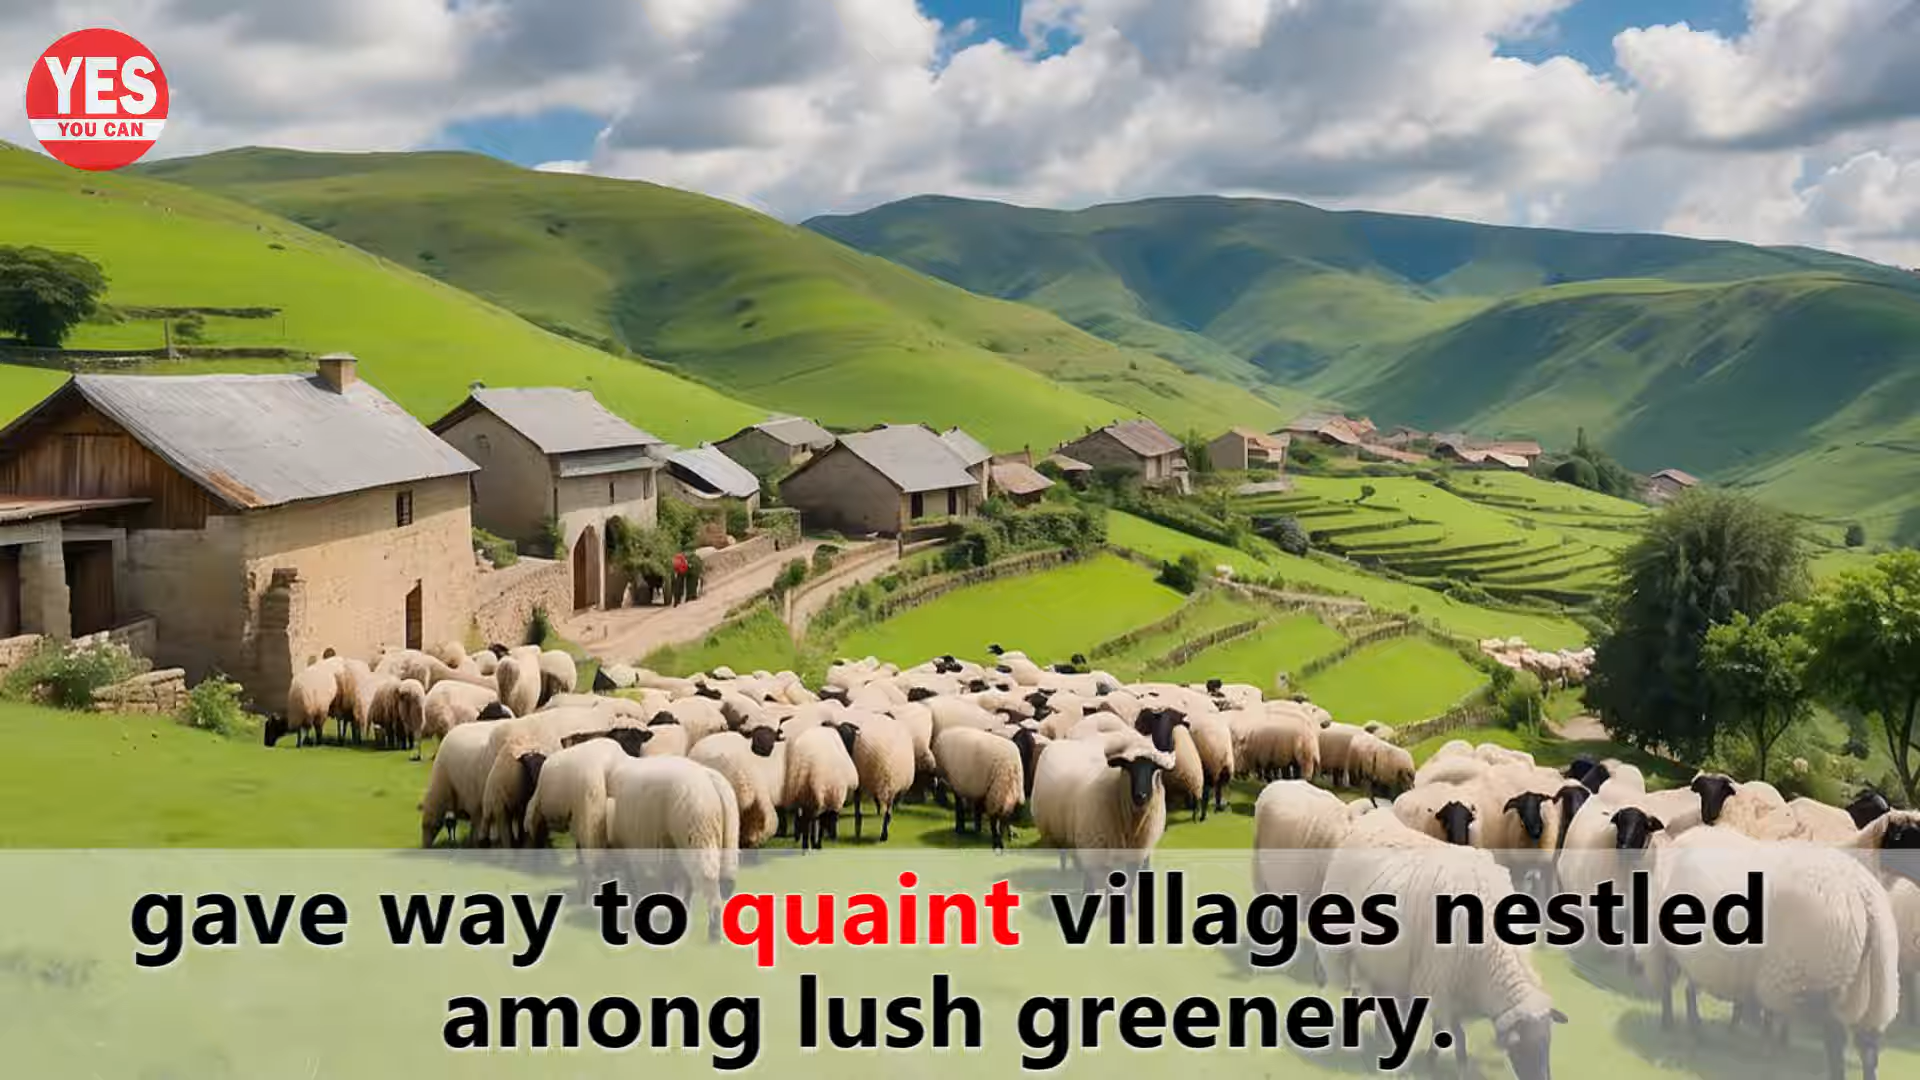 YES
YOU CAN
gave way to quaint villages nestled
among lush greenery.